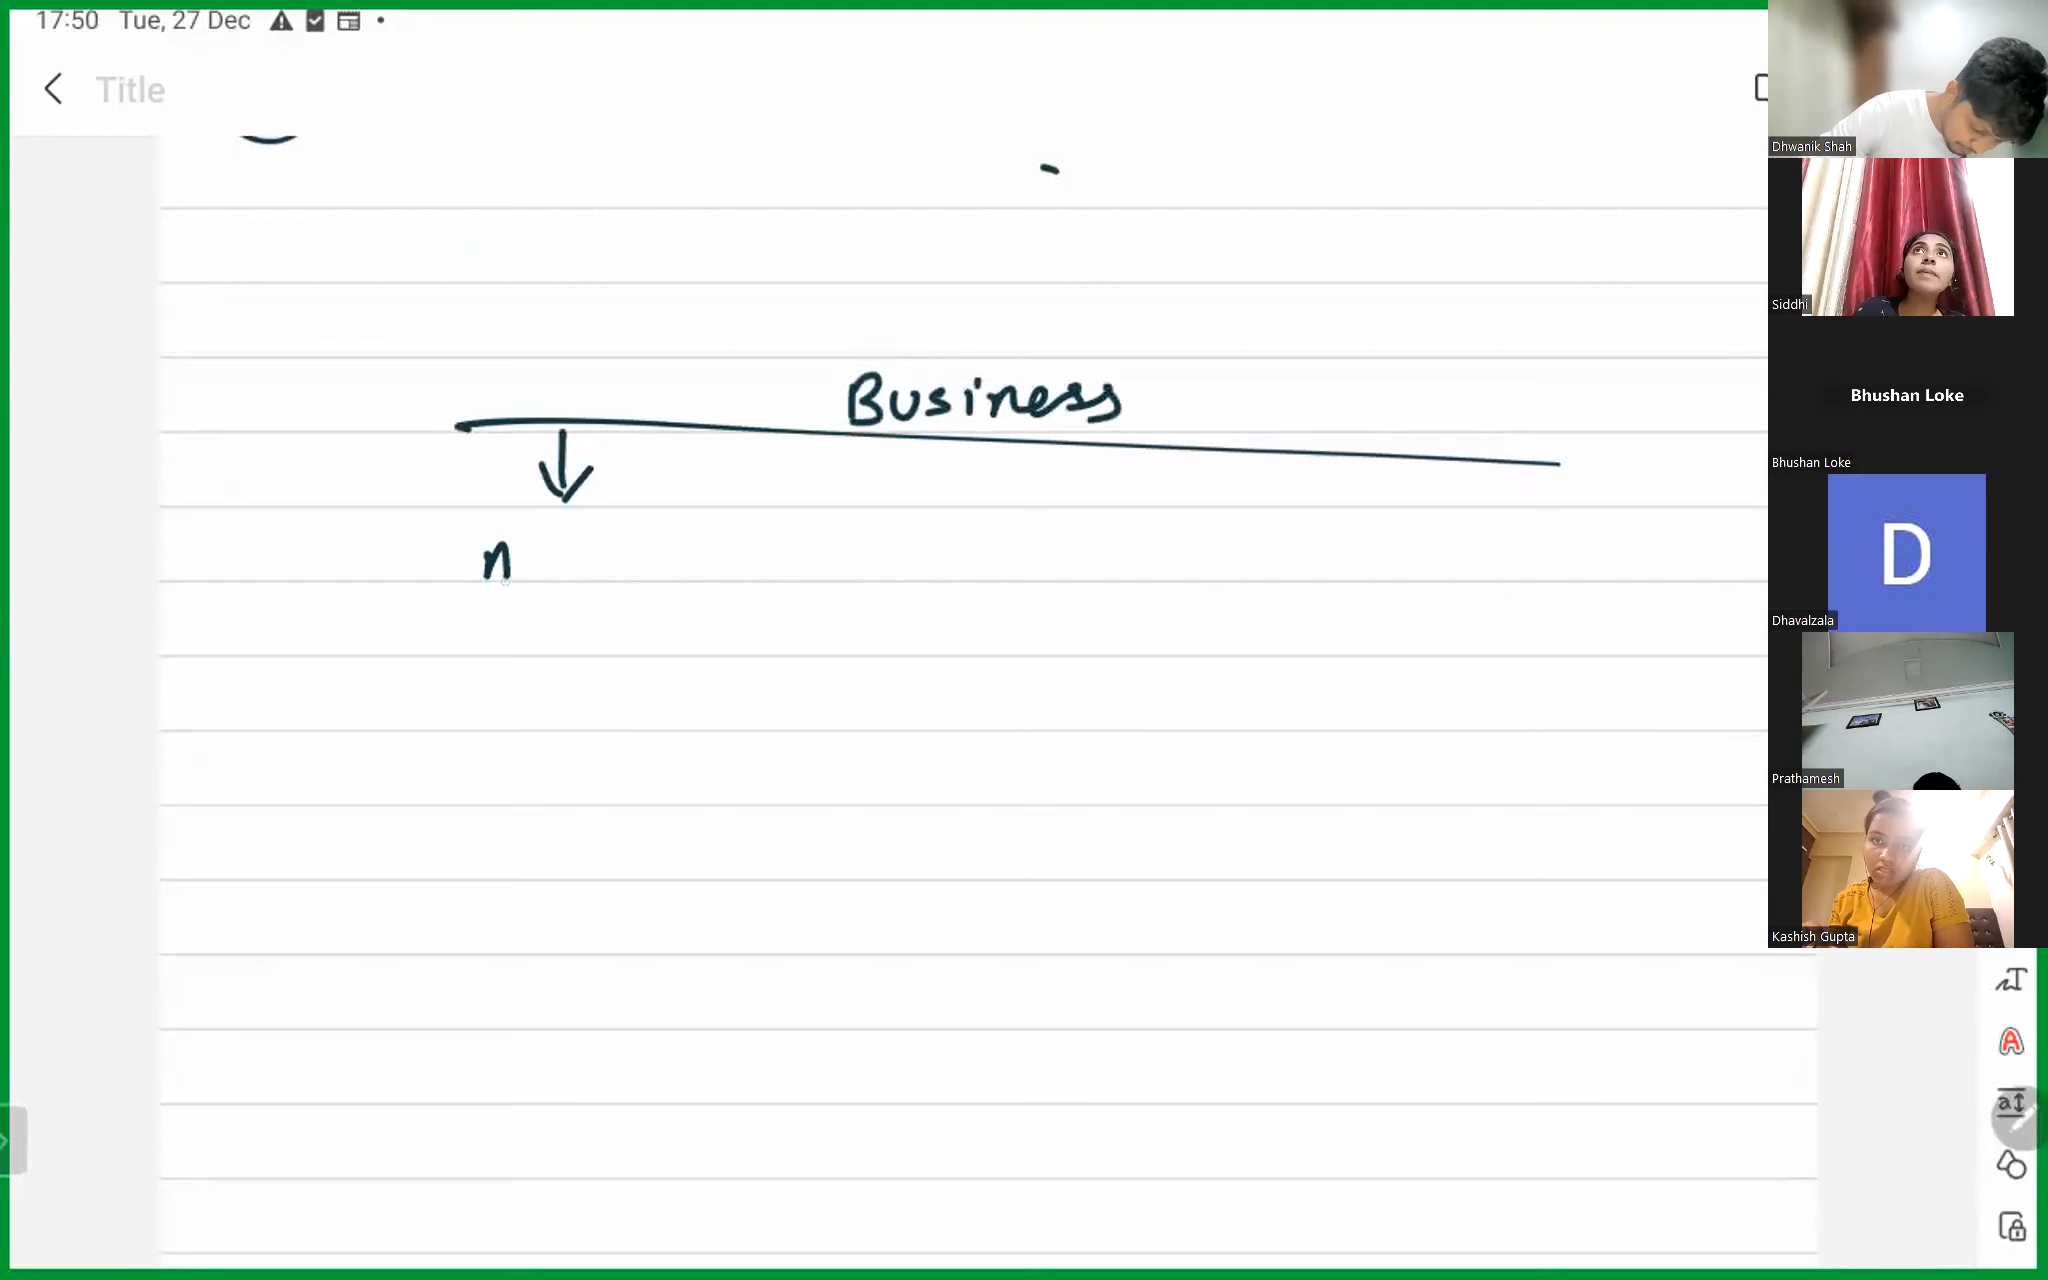 17:50 Tue, 27 Dec
Title
Business
n
Dhwanik Shah
Siddhi
Bhushan Loke
Bhushan Loke
D
Dhavalzala
Prathamesh
Kashish Gupta
T
A
a